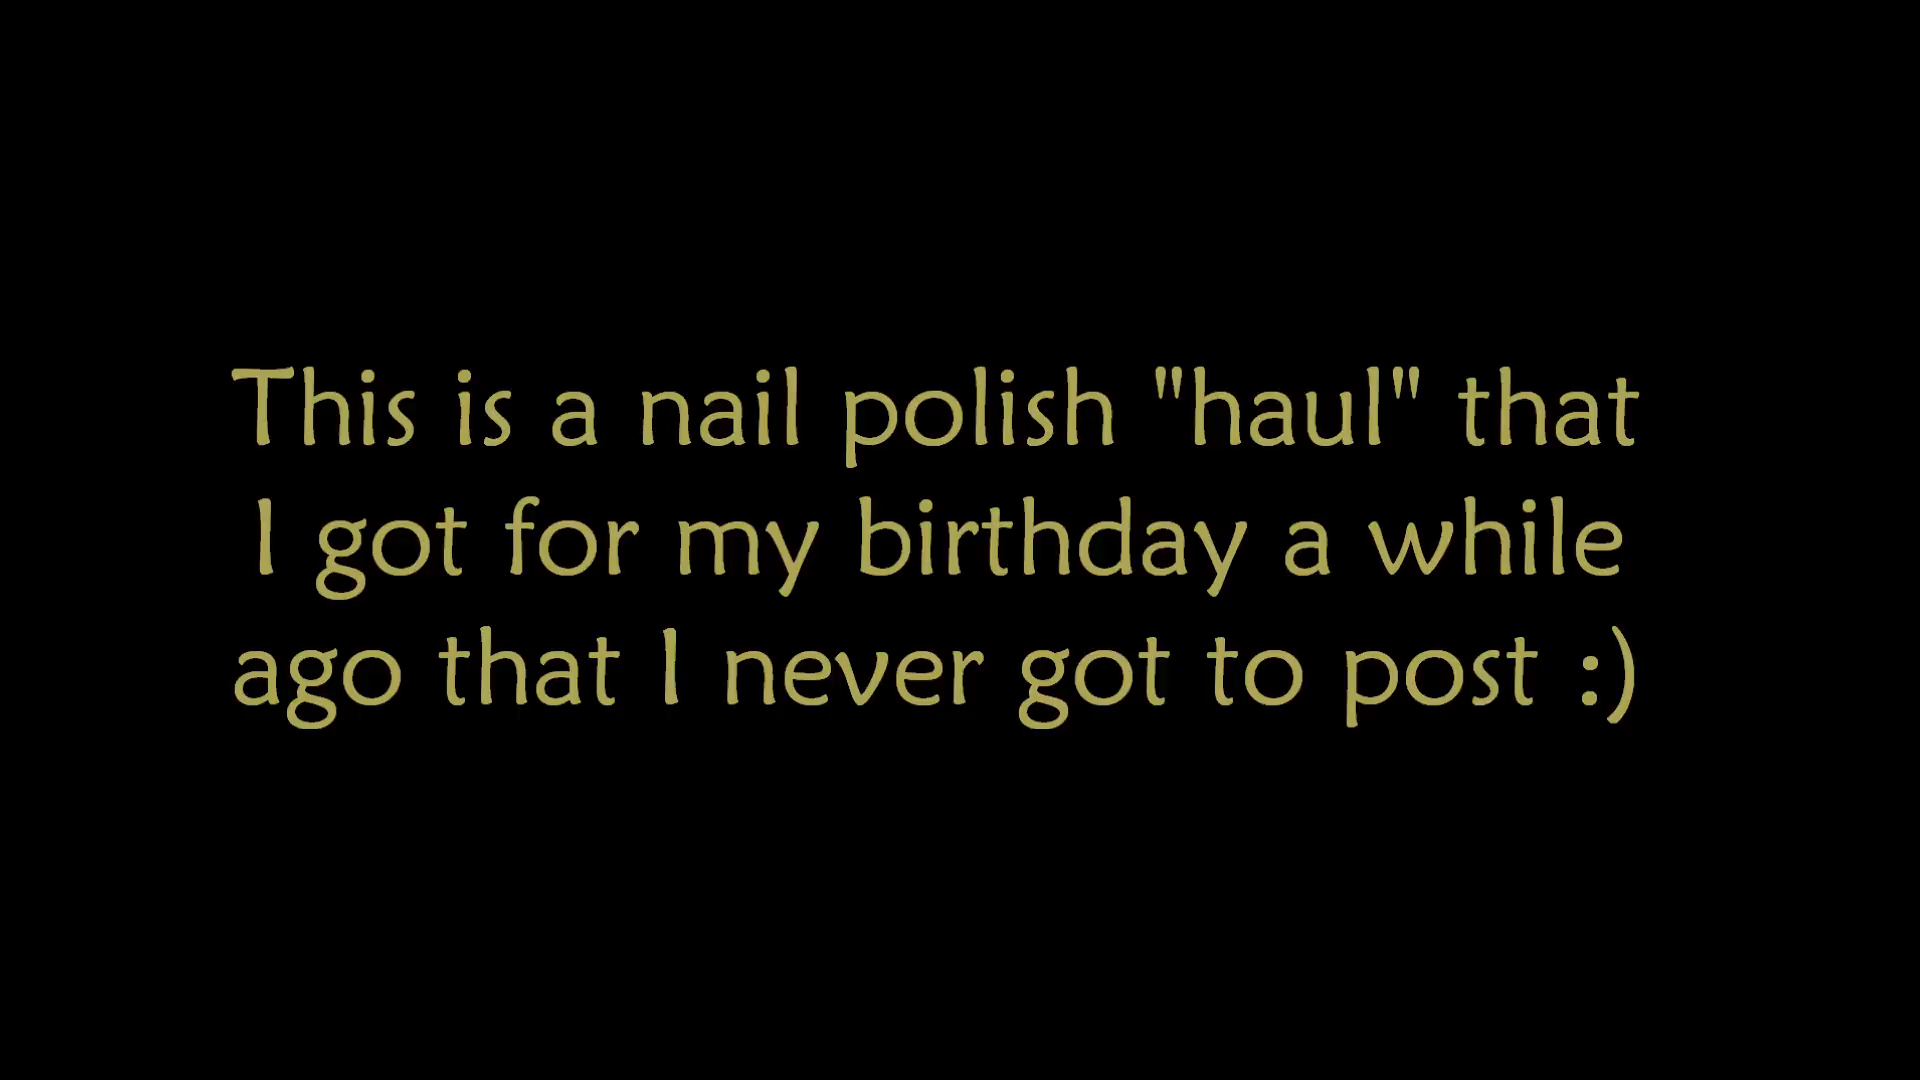 This is a nail polish "haul" that
I got for my birthday a while
ago that I never got to post :)